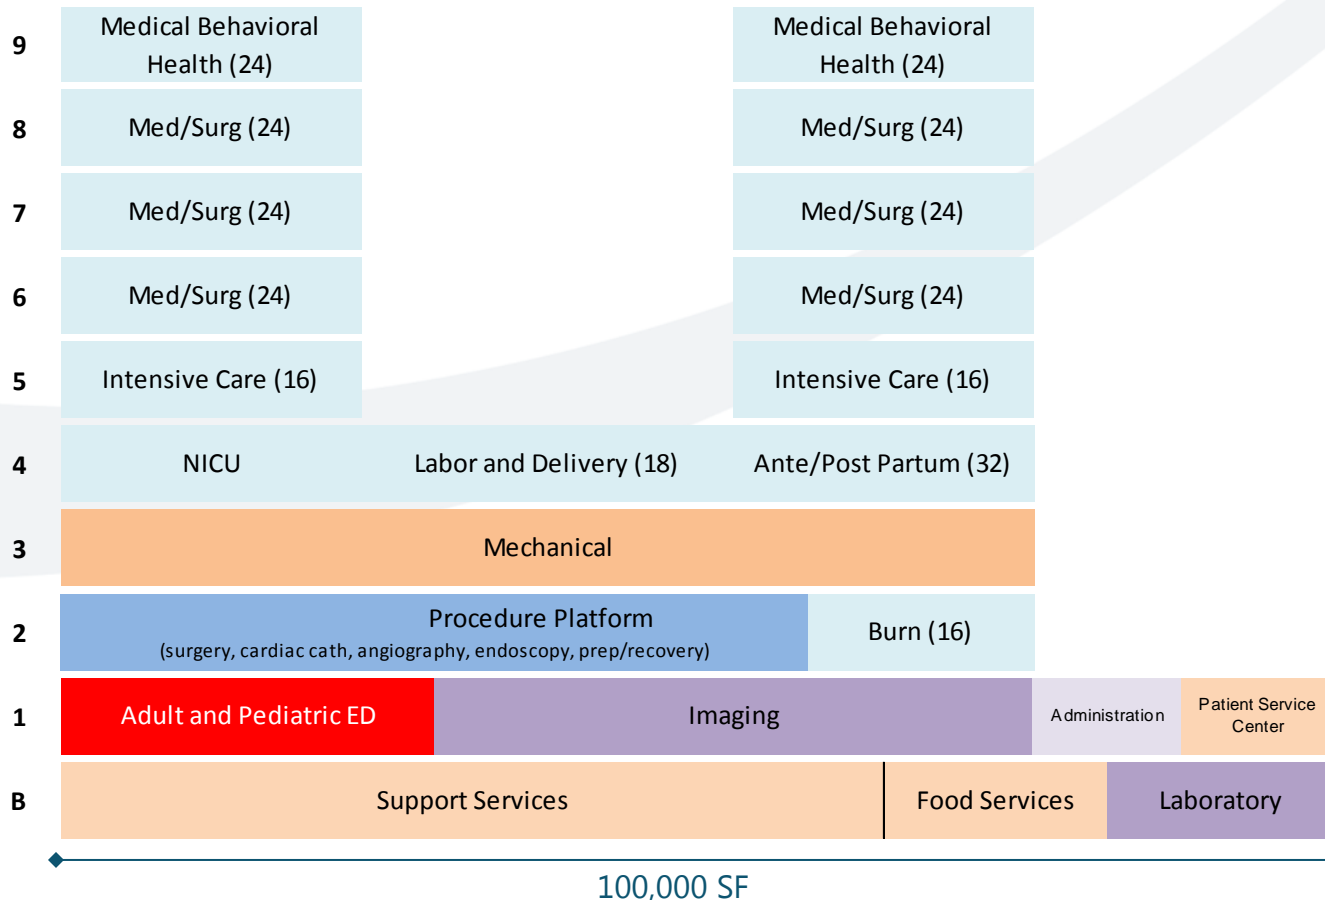 9
Medical Behavioral
Health (24)
Medical Behavioral
Health (24)
8
Med/Surg (24)
Med/Surg (24)
7
Med/Surg (24)
Med/Surg (24)
6
Med/Surg (24)
Med/Surg (24)
5
Intensive Care (16)
Intensive Care (16)
4
NICU
Labor and Delivery (18)
Ante/Post Partum (32)
3
Mechanical
2
Procedure Platform
(surgery, cardiac cath, angiography, endoscopy, prep/recovery)
Burn (16)
1
Adult and Pediatric ED
Imaging
Administration
Patient Service
Center
B
Support Services
Food Services
Laboratory
100,000 SF